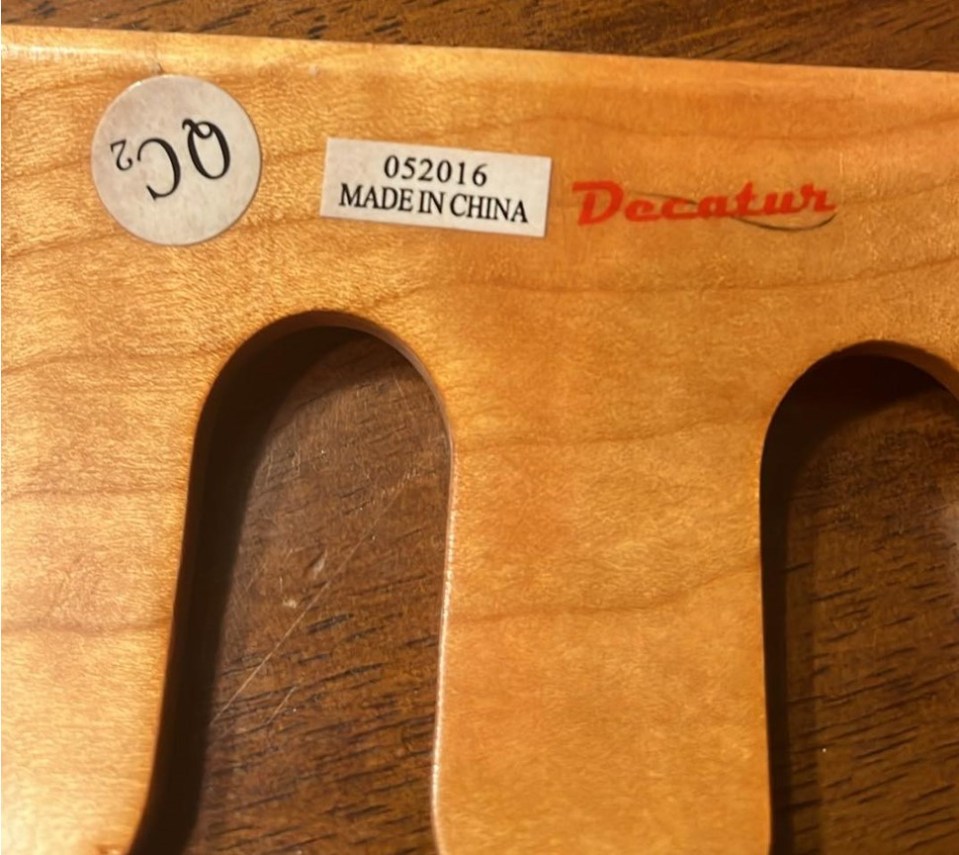 QC2
052016
MADE IN CHINA
Decatur